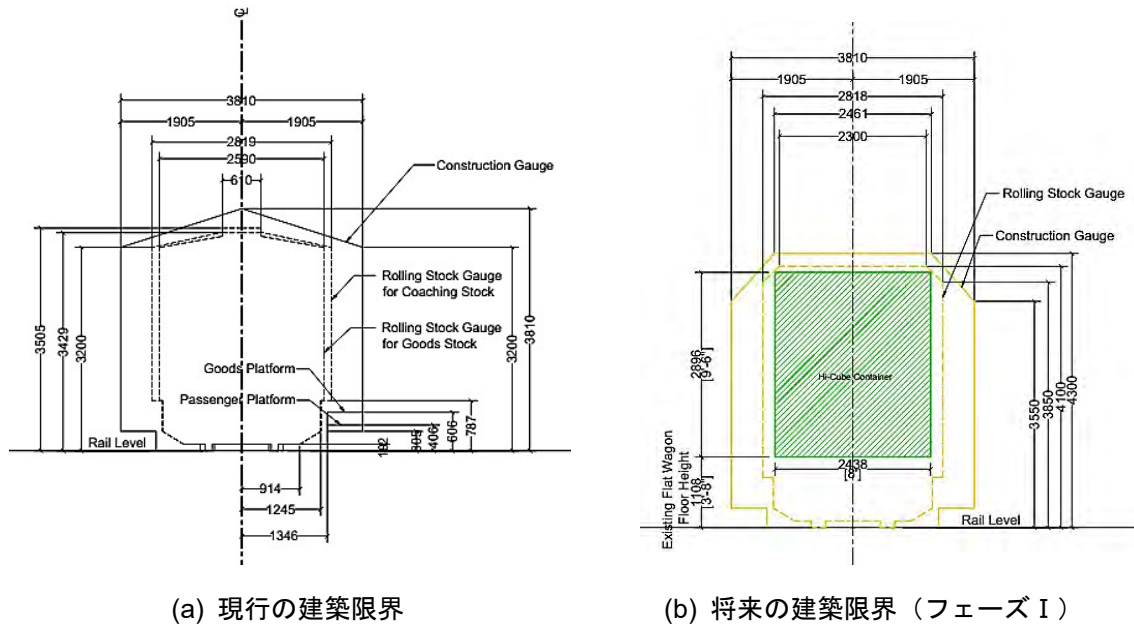 ℄
3810
1905
1905
2819
2590
610
Construction Gauge
Rolling Stock Gauge
for Coaching Stock
Rolling Stock Gauge
for Goods Stock
Goods Platform
Passenger Platform
Rail Level
3505
3429
3200
3200
3810
182
305
406
606
787
914
1245
1346
(a) 現行の建築限界
3810
1905
1905
2818
2461
2300
Rolling Stock Gauge
Construction Gauge
2896
[9'-6"]
Hi-Cube Container
2438
[8']
1108
[3'-8"]
Existing Flat Wagon
Floor Height
Rail Level
3550
3850
4100
4300
(b) 将来の建築限界(フェーズⅠ)